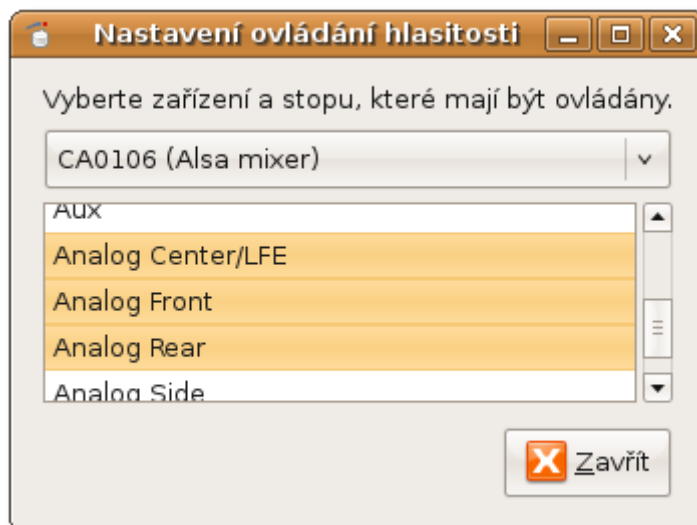 Nastavení ovládání hlasitosti
Vyberte zařízení a stopu, které mají být ovládány.
CA0106 (Alsa mixer)
Aux
Analog Center/LFE
Analog Front
Analog Rear
Analog Side
Zavřít